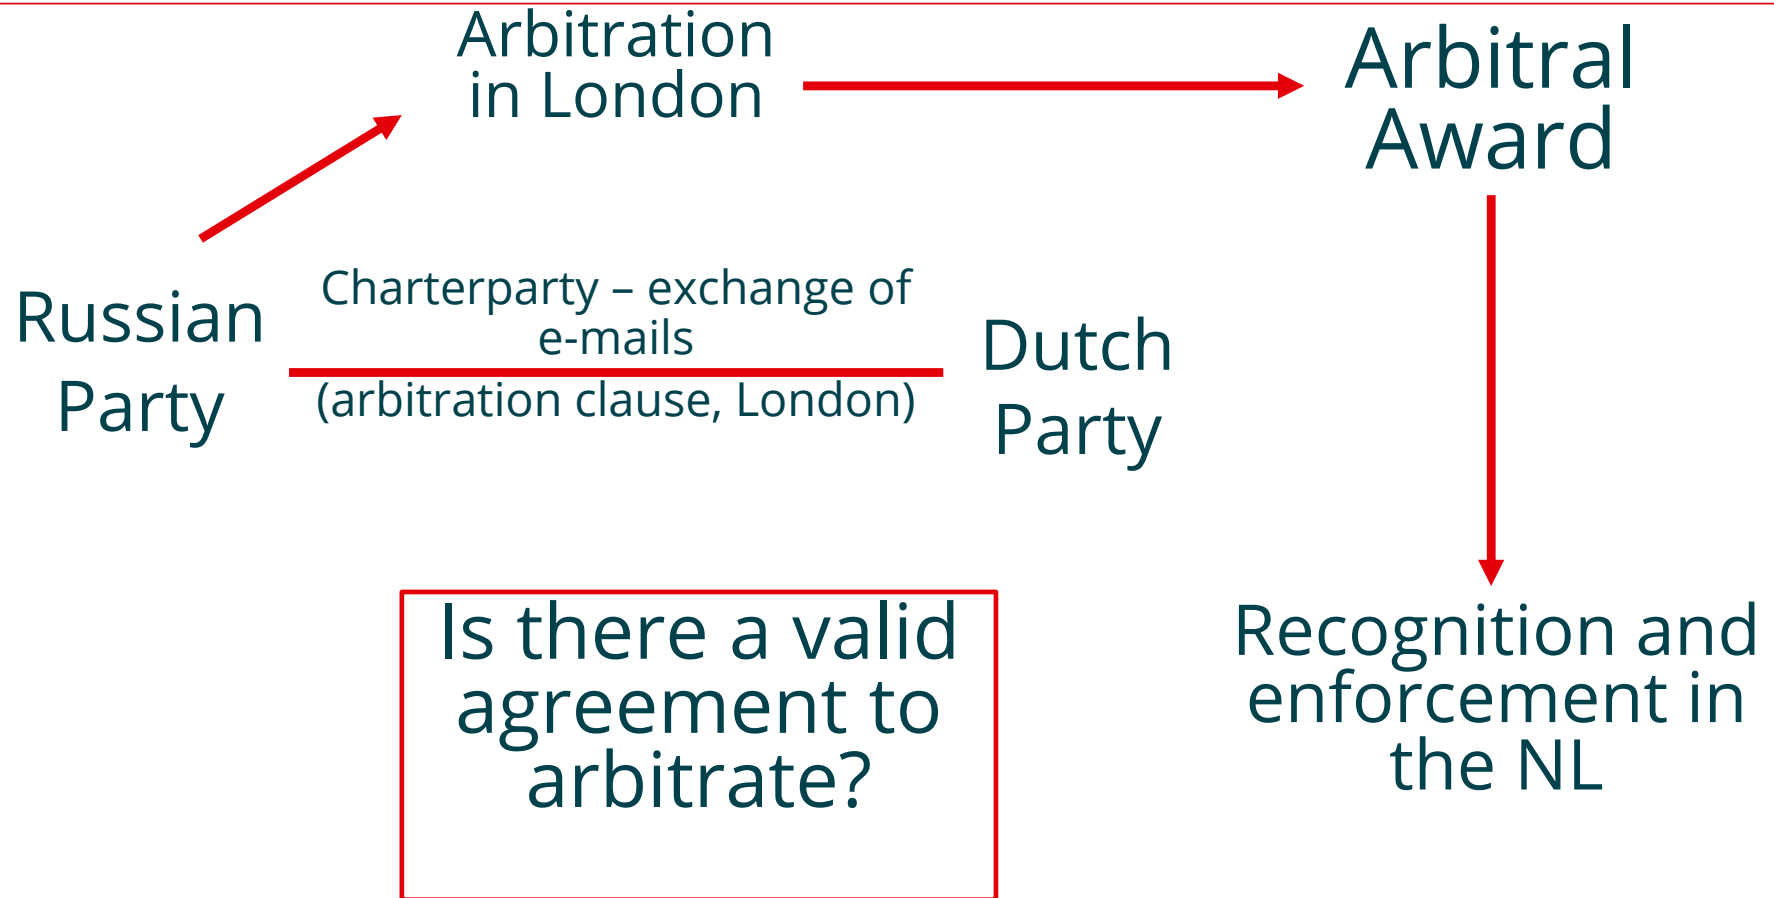 Arbitration
in London
Arbitral
Award
Russian
Party
Charterparty – exchange of
e-mails
(arbitration clause, London)
Dutch
Party
Is there a valid
agreement to
arbitrate?
Recognition and
enforcement in
the NL